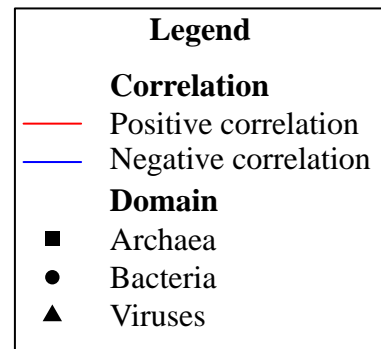 Legend
Correlation
Positive correlation
Negative correlation
Domain
Archaea
Bacteria
Viruses